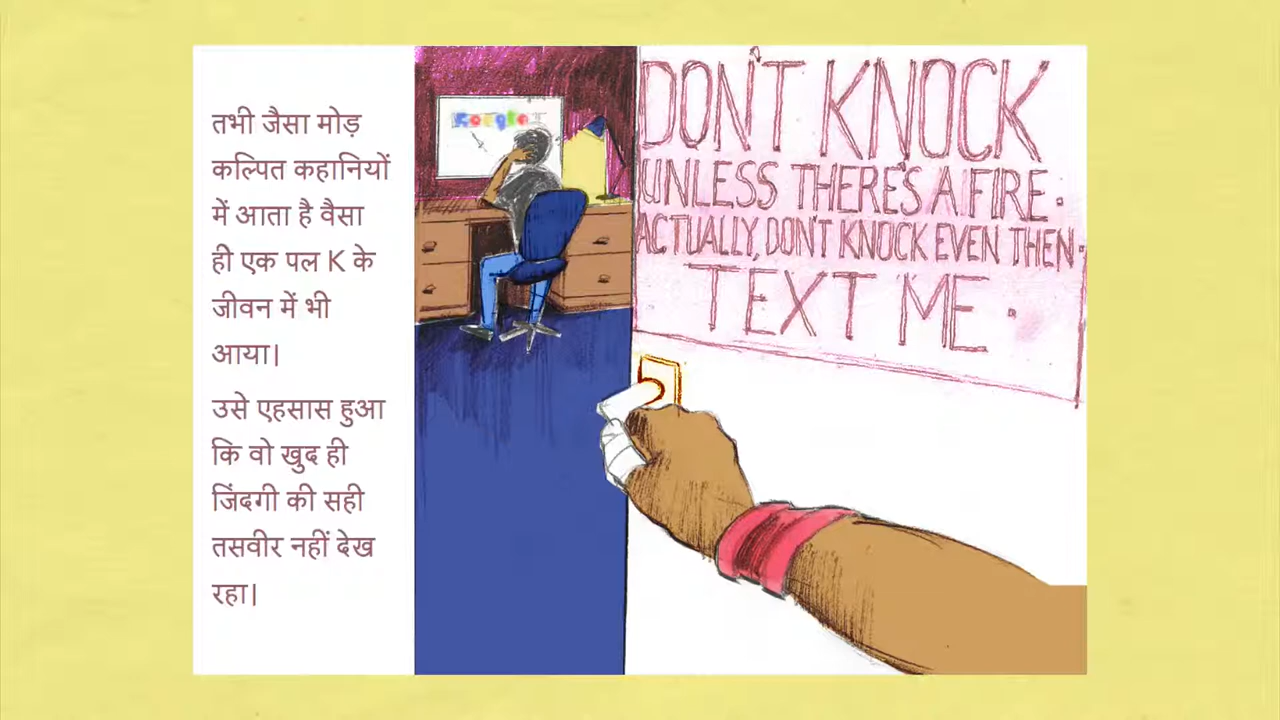 तभी जैसा मोड़
कल्पित कहानियों
में आता है वैसा
ही एक पल K के
जीवन में भी
आया।
उसे एहसास हुआ
कि वो खुद ही
जिंदगी की सही
तसवीर नहीं देख
रहा।
Google
DON'T KNOCK
UNLESS THERE'S A FIRE.
ACTUALLY, DON'T KNOCK EVEN THEN.
TEXT ME.